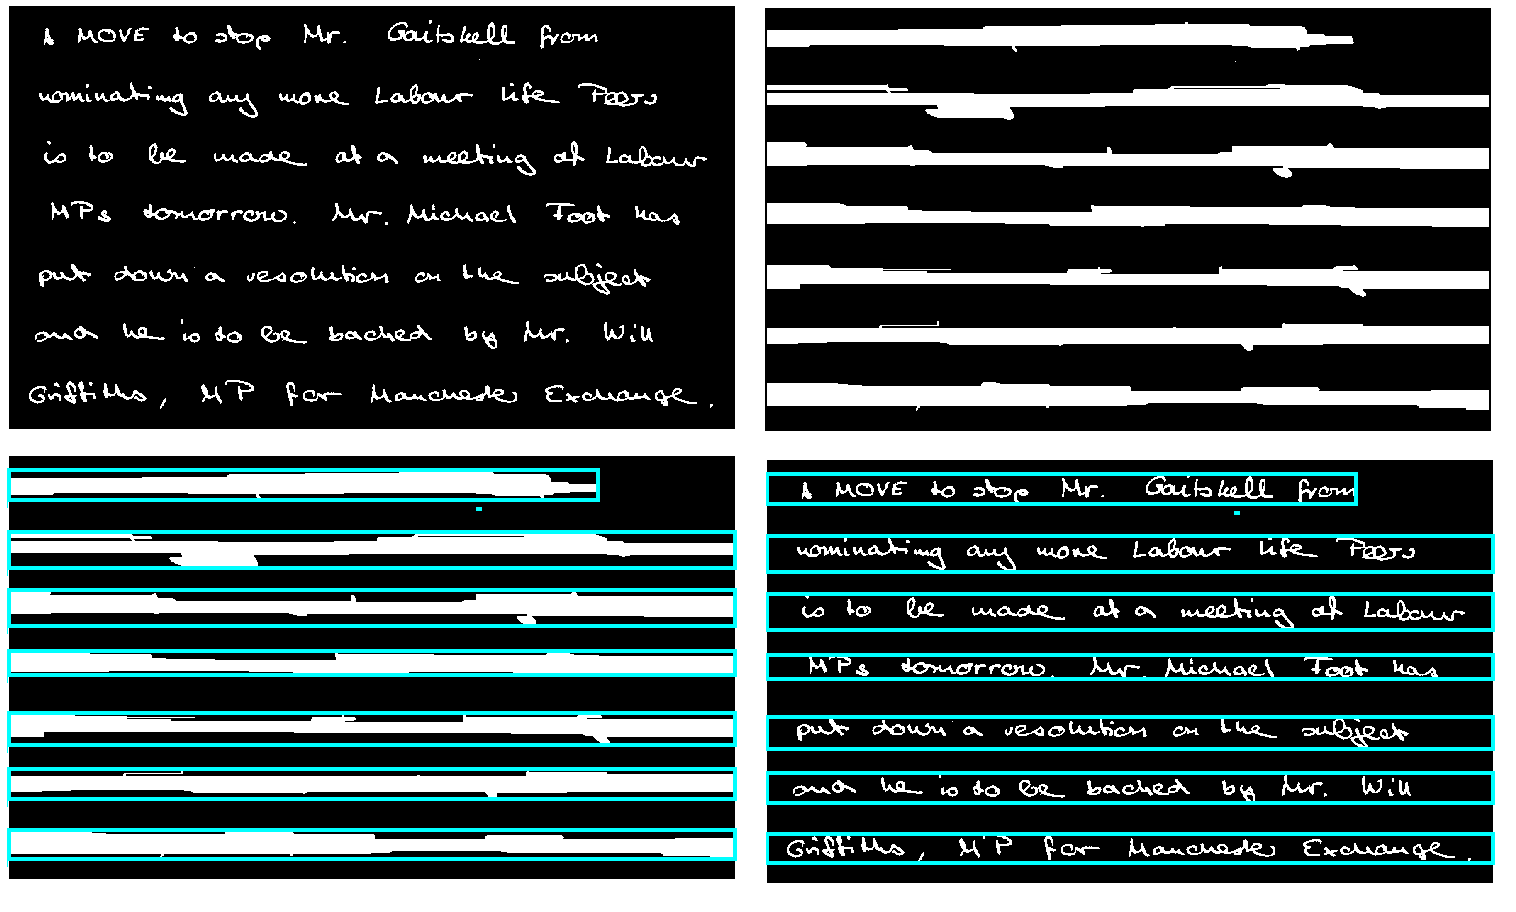 A MOVE to stop Mr. Gaitskell from
nominating any more Labour life Peers
is to be made at a meeting of Labour
MPs tomorrow. Mr. Michael Foot has
put down a resolution on the subject
and he is to be backed by Mr. Will
Griffiths, MP for Manchester Exchange.
A MOVE to stop Mr. Gaitskell from
nominating any more Labour life Peers
is to be made at a meeting of Labour
MPs tomorrow. Mr. Michael Foot has
put down a resolution on the subject
and he is to be backed by Mr. Will
Griffiths, MP for Manchester Exchange.